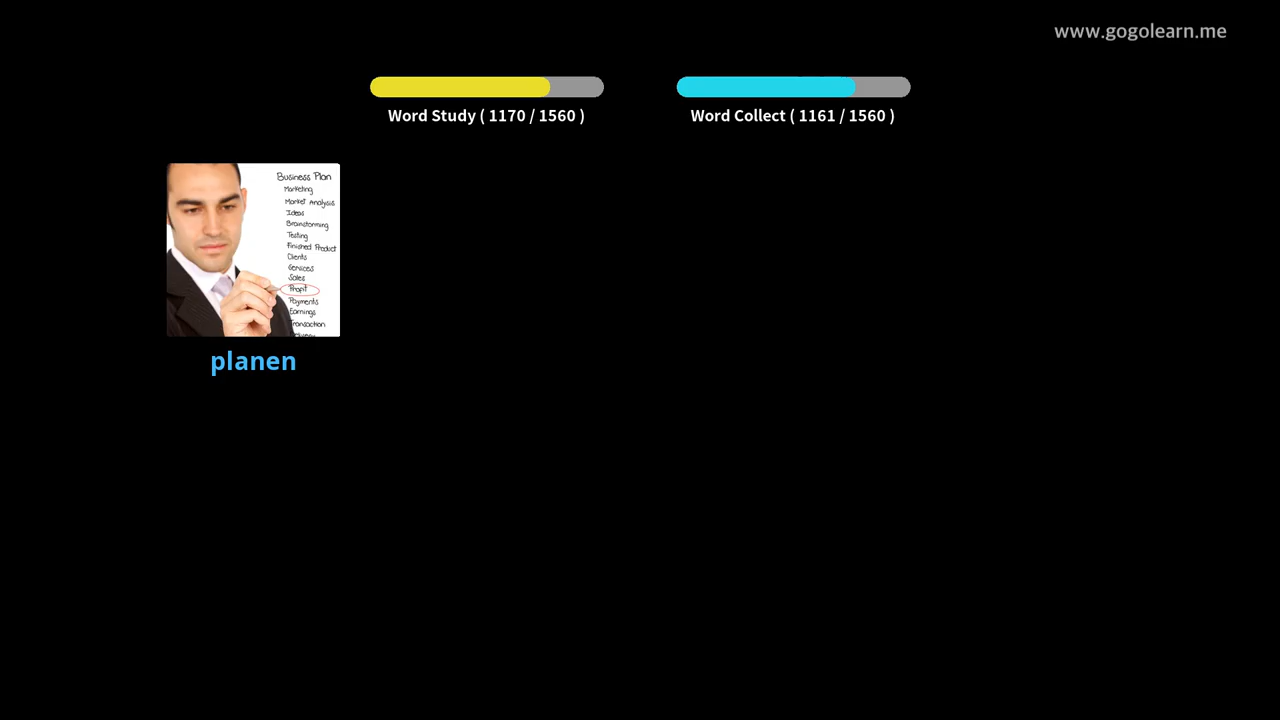 www.gogolearn.me
Word Study ( 1170 / 1560 )
Word Collect ( 1161 / 1560 )
Business Plan
Marketing
Market Analysis
Ideas
Brainstorming
Testing
Finished Product
Clients
Services
Sales
Profit
Payments
Earnings
Transaction
planen